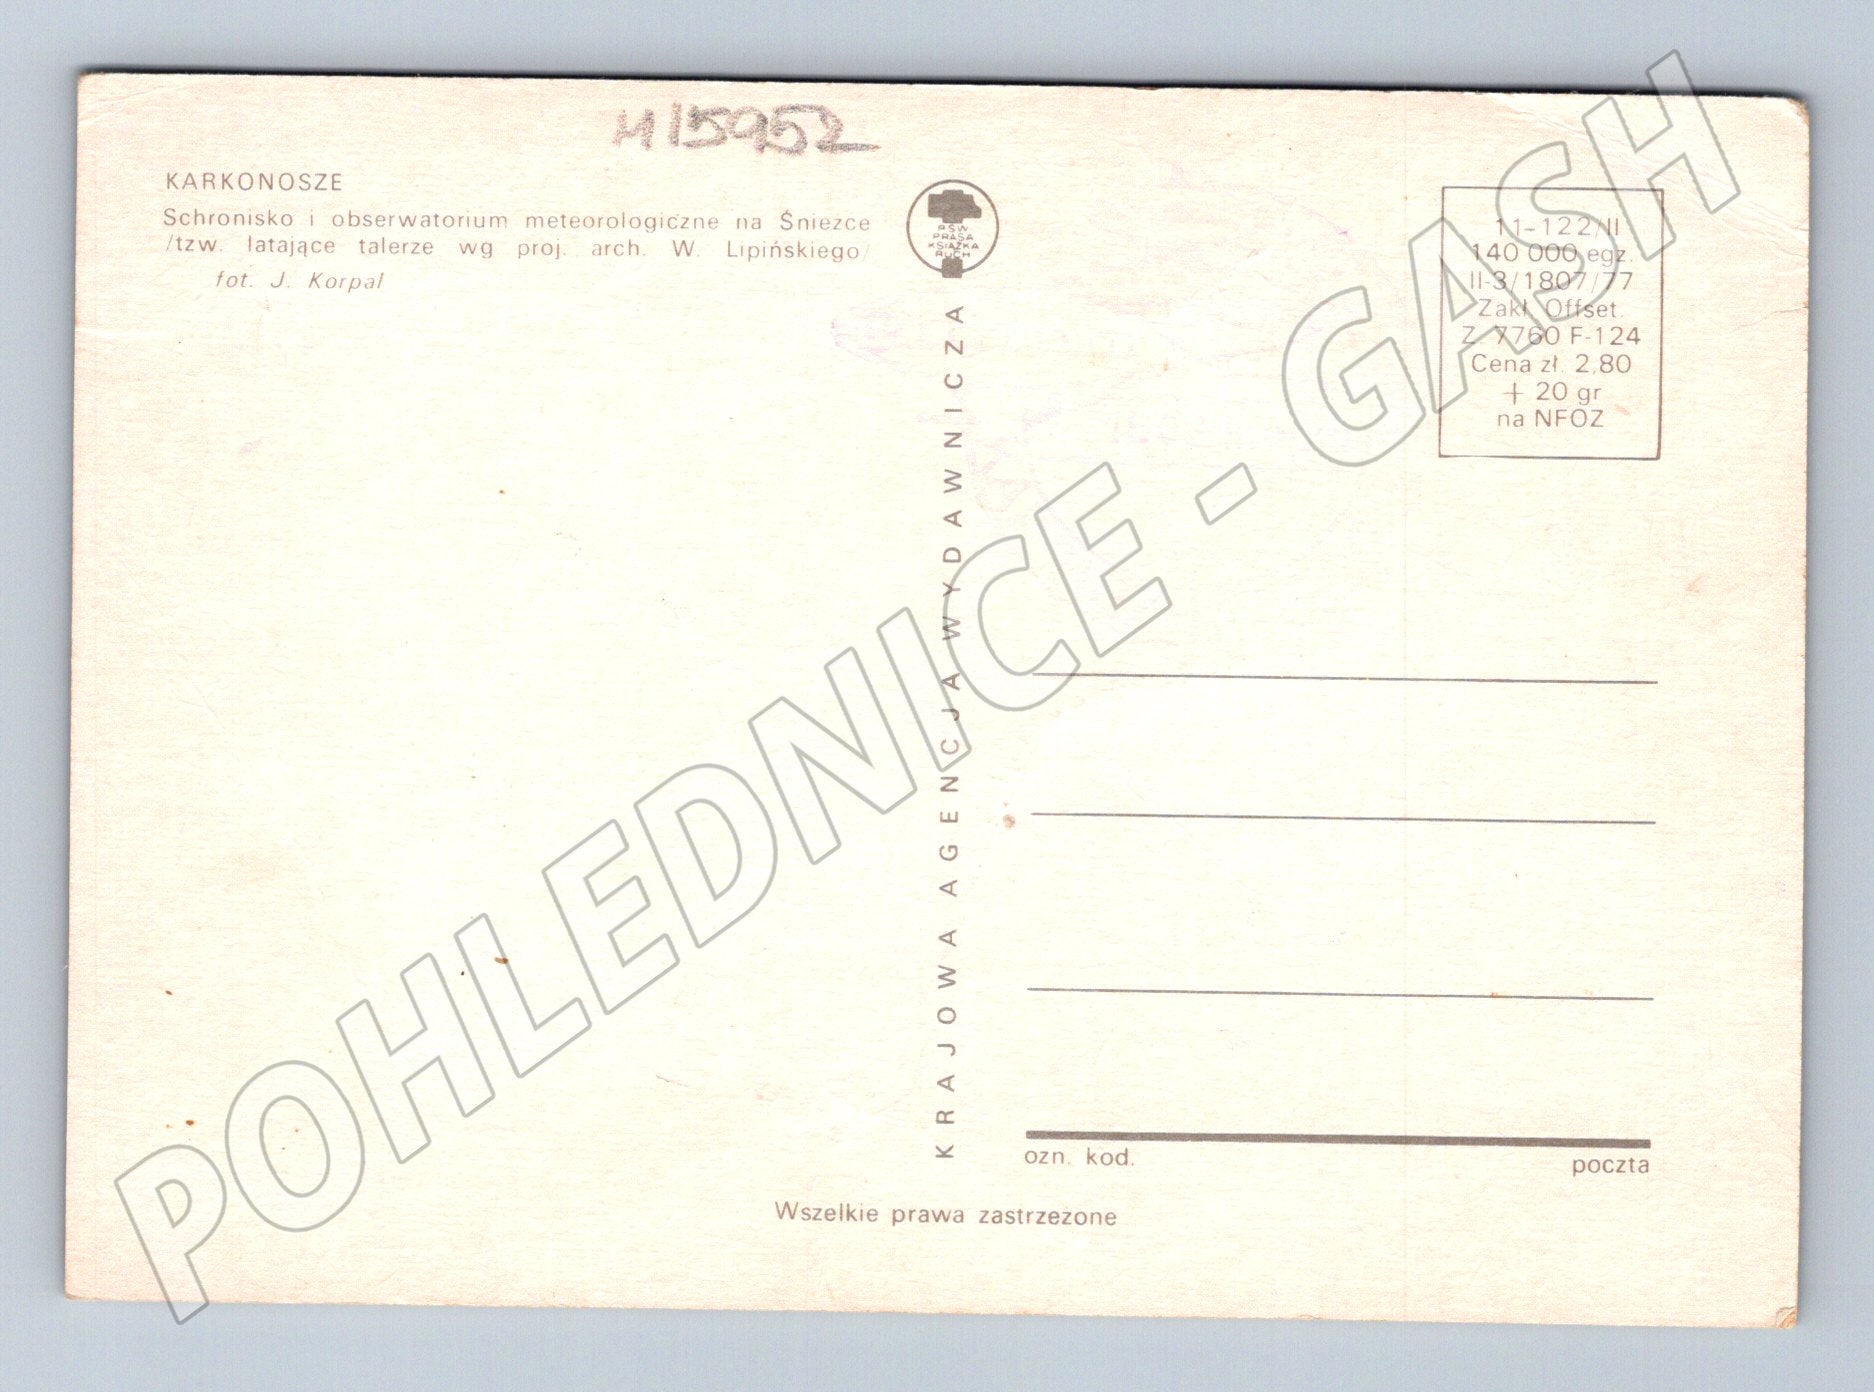 H15952
KARKONOSZE
Schronisko i obserwatorium meteorologiczne na Śnieżce
/tzw. latające talerze wg proj. arch. W. Lipińskiego/
fot. J. Korpal
RSW
PRASA
KSIĄŻKA
RUCH
KRAJOWA AGENCJA WYDAWNICZA
11-122/II
140 000 egz.
II-3/1807/77
Zakł. Offset.
Z. 7760 F-124
Cena zł. 2,80
+ 20 gr
na NFOZ
ozn. kod.
poczta
Wszelkie prawa zastrzeżone
POHLEDNICE - GASH